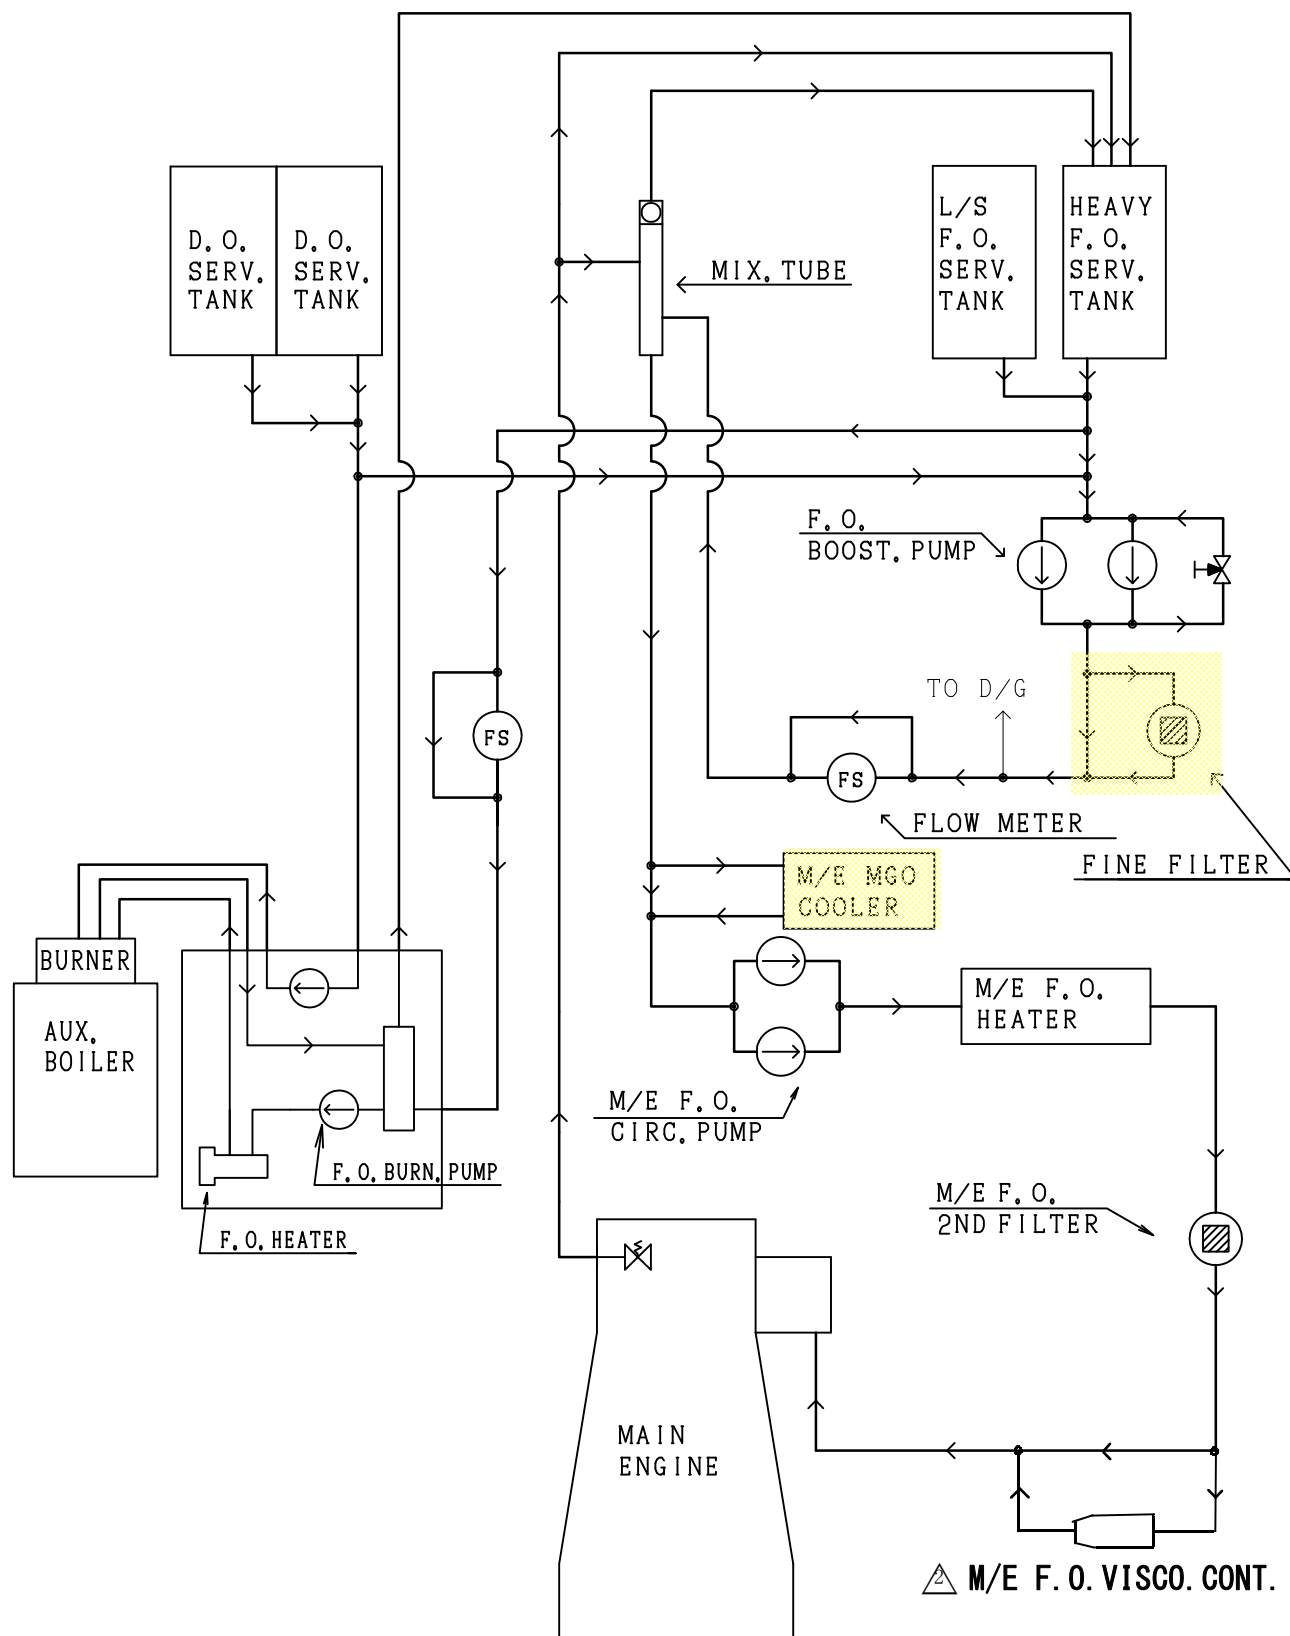 D.O.
SERV.
TANK
D.O.
SERV.
TANK
MIX. TUBE
L/S
F.O.
SERV.
TANK
HEAVY
F.O.
SERV.
TANK
F.O.
BOOST. PUMP
TO D/G
FS
FS
FLOW METER
FINE FILTER
M/E MGO
COOLER
BURNER
AUX.
BOILER
M/E F.O.
HEATER
M/E F.O.
CIRC. PUMP
F.O. BURN. PUMP
F.O. HEATER
M/E F.O.
2ND FILTER
MAIN
ENGINE
2 M/E F.O. VISCO. CONT.